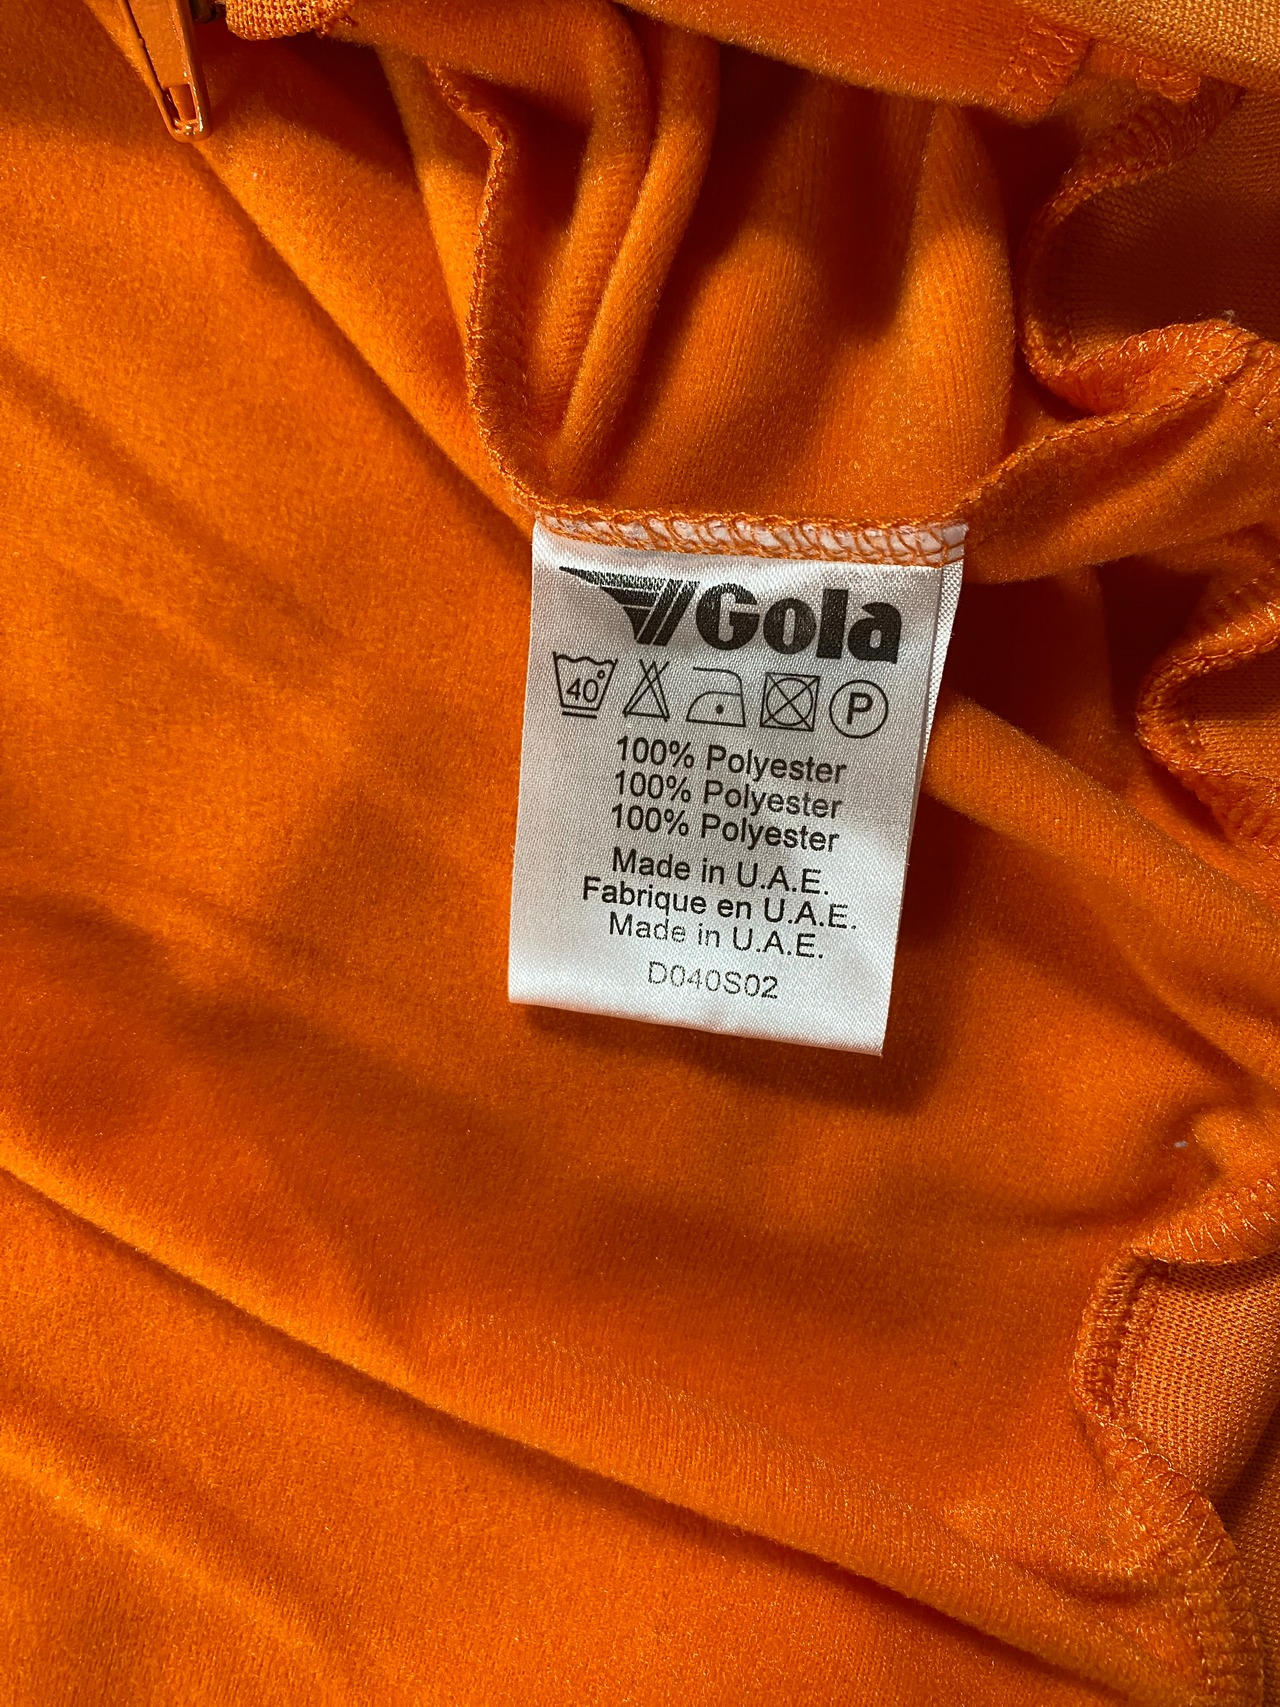 Gola
40° P
100% Polyester
100% Polyester
100% Polyester
Made in U.A.E.
Fabrique en U.A.E.
Made in U.A.E.
D040S02